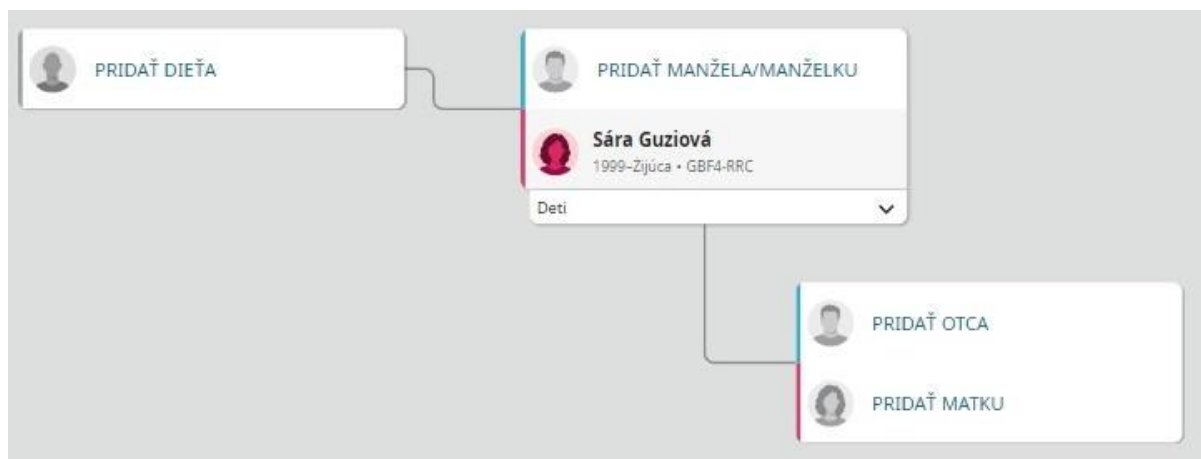 PRIDAŤ DIEŤA
PRIDAŤ MANŽELA/MANŽELKU
Sára Guziová
1999–Žijúca • GBF4-RRC
Deti
PRIDAŤ OTCA
PRIDAŤ MATKU